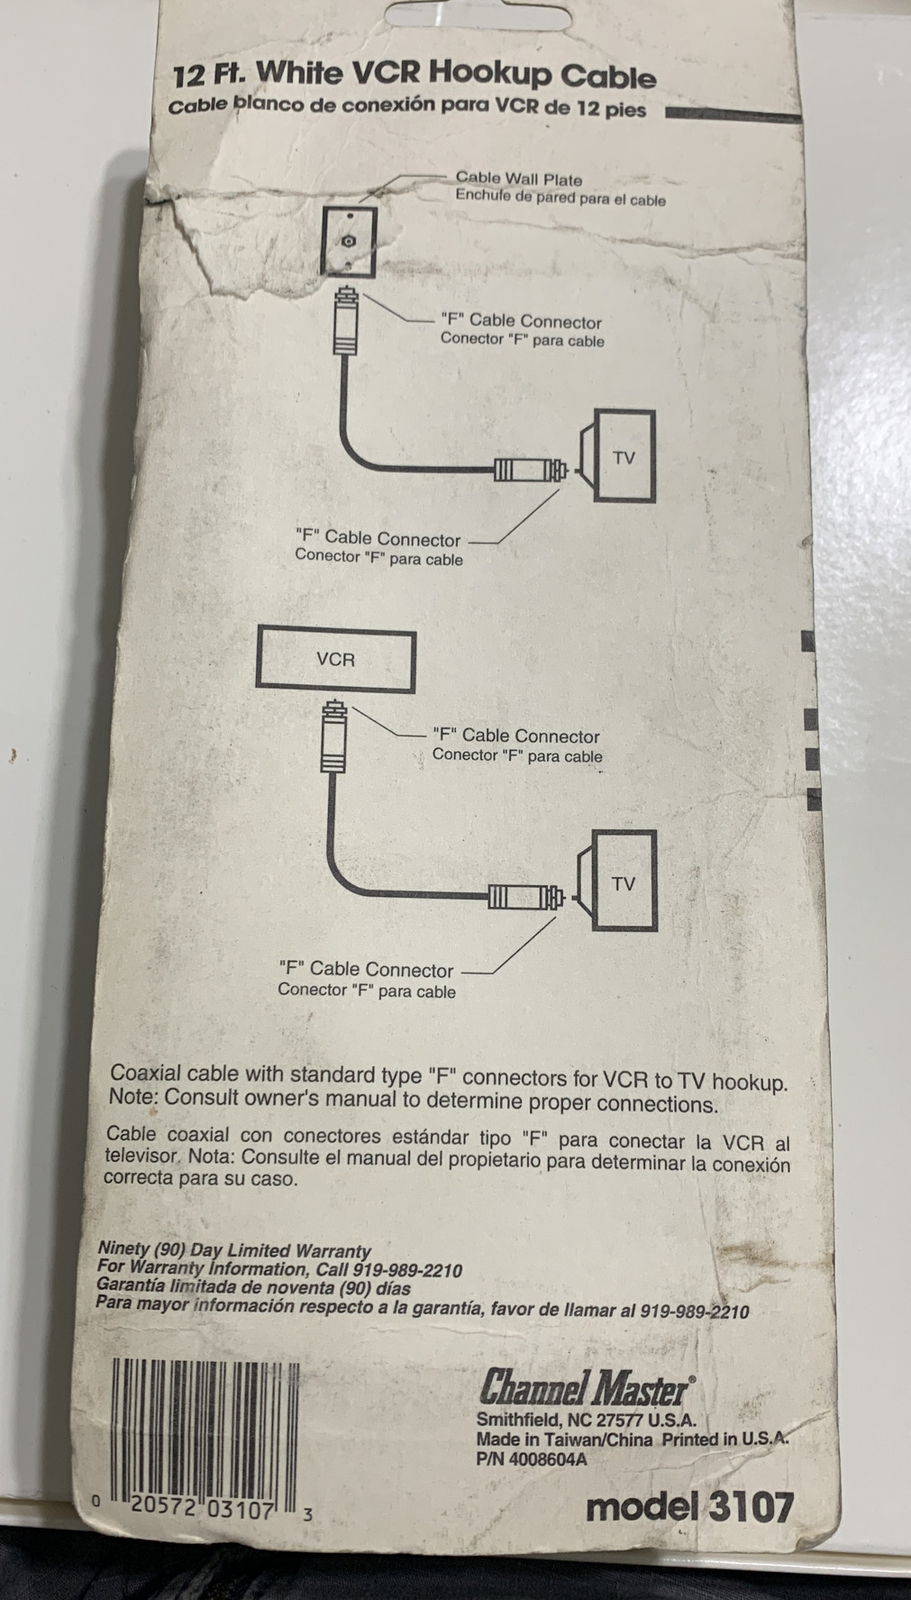 12 Ft. White VCR Hookup Cable
Cable blanco de conexión para VCR de 12 pies
Cable Wall Plate
Enchufe de pared para el cable
"F" Cable Connector
Conector "F" para cable
TV
"F" Cable Connector
Conector "F" para cable
VCR
"F" Cable Connector
Conector "F" para cable
TV
"F" Cable Connector
Conector "F" para cable
Coaxial cable with standard type "F" connectors for VCR to TV hookup.
Note: Consult owner's manual to determine proper connections.
Cable coaxial con conectores estándar tipo "F" para conectar la VCR al
televisor. Nota: Consulte el manual del propietario para determinar la conexión
correcta para su caso.
Ninety (90) Day Limited Warranty
For Warranty Information, Call 919-989-2210
Garantía limitada de noventa (90) días
Para mayor información respecto a la garantía, favor de llamar al 919-989-2210
Channel Master®
Smithfield, NC 27577 U.S.A.
Made in Taiwan/China Printed in U.S.A.
P/N 4008604A
0 20572 03107 3
model 3107